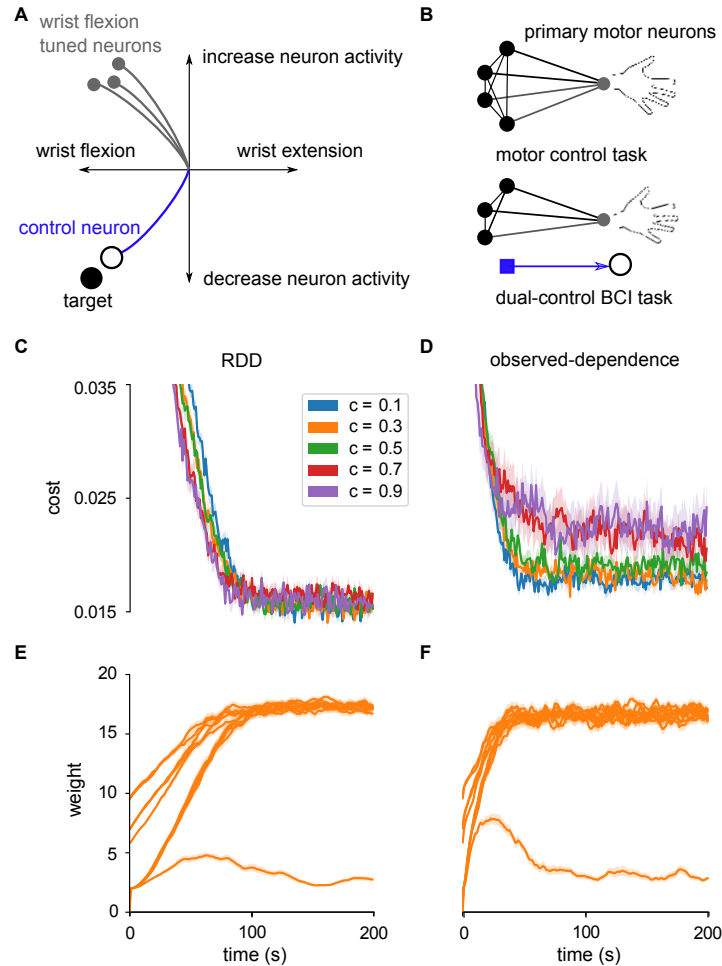 A
wrist flexion
tuned neurons
increase neuron activity
wrist flexion
wrist extension
control neuron
target
decrease neuron activity
B
primary motor neurons
motor control task
dual-control BCI task
C
RDD
0.035
0.025
0.015
cost
c = 0.1
c = 0.3
c = 0.5
c = 0.7
c = 0.9
D
observed-dependence
E
20
15
10
5
0
weight
0
100
200
time (s)
F
0
100
200
time (s)